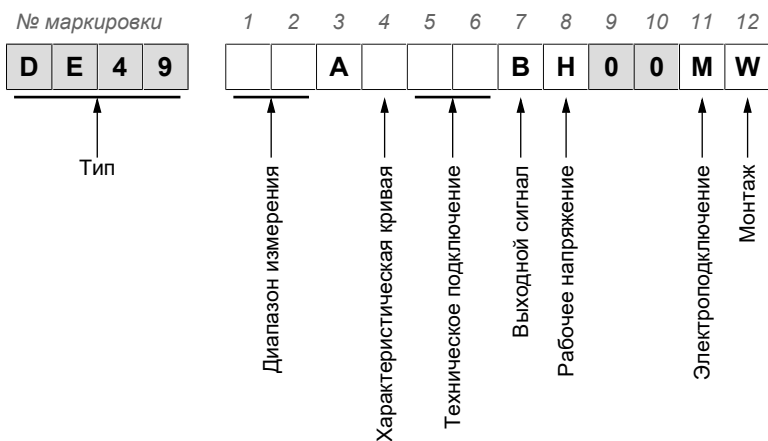 № маркировки 1 2 3 4 5 6 7 8 9 10 11 12
D E 4 9 A B H 0 0 M W
Тип
Диапазон измерения
Характеристическая кривая
Техническое подключение
Выходной сигнал
Рабочее напряжение
Электроподключение
Монтаж